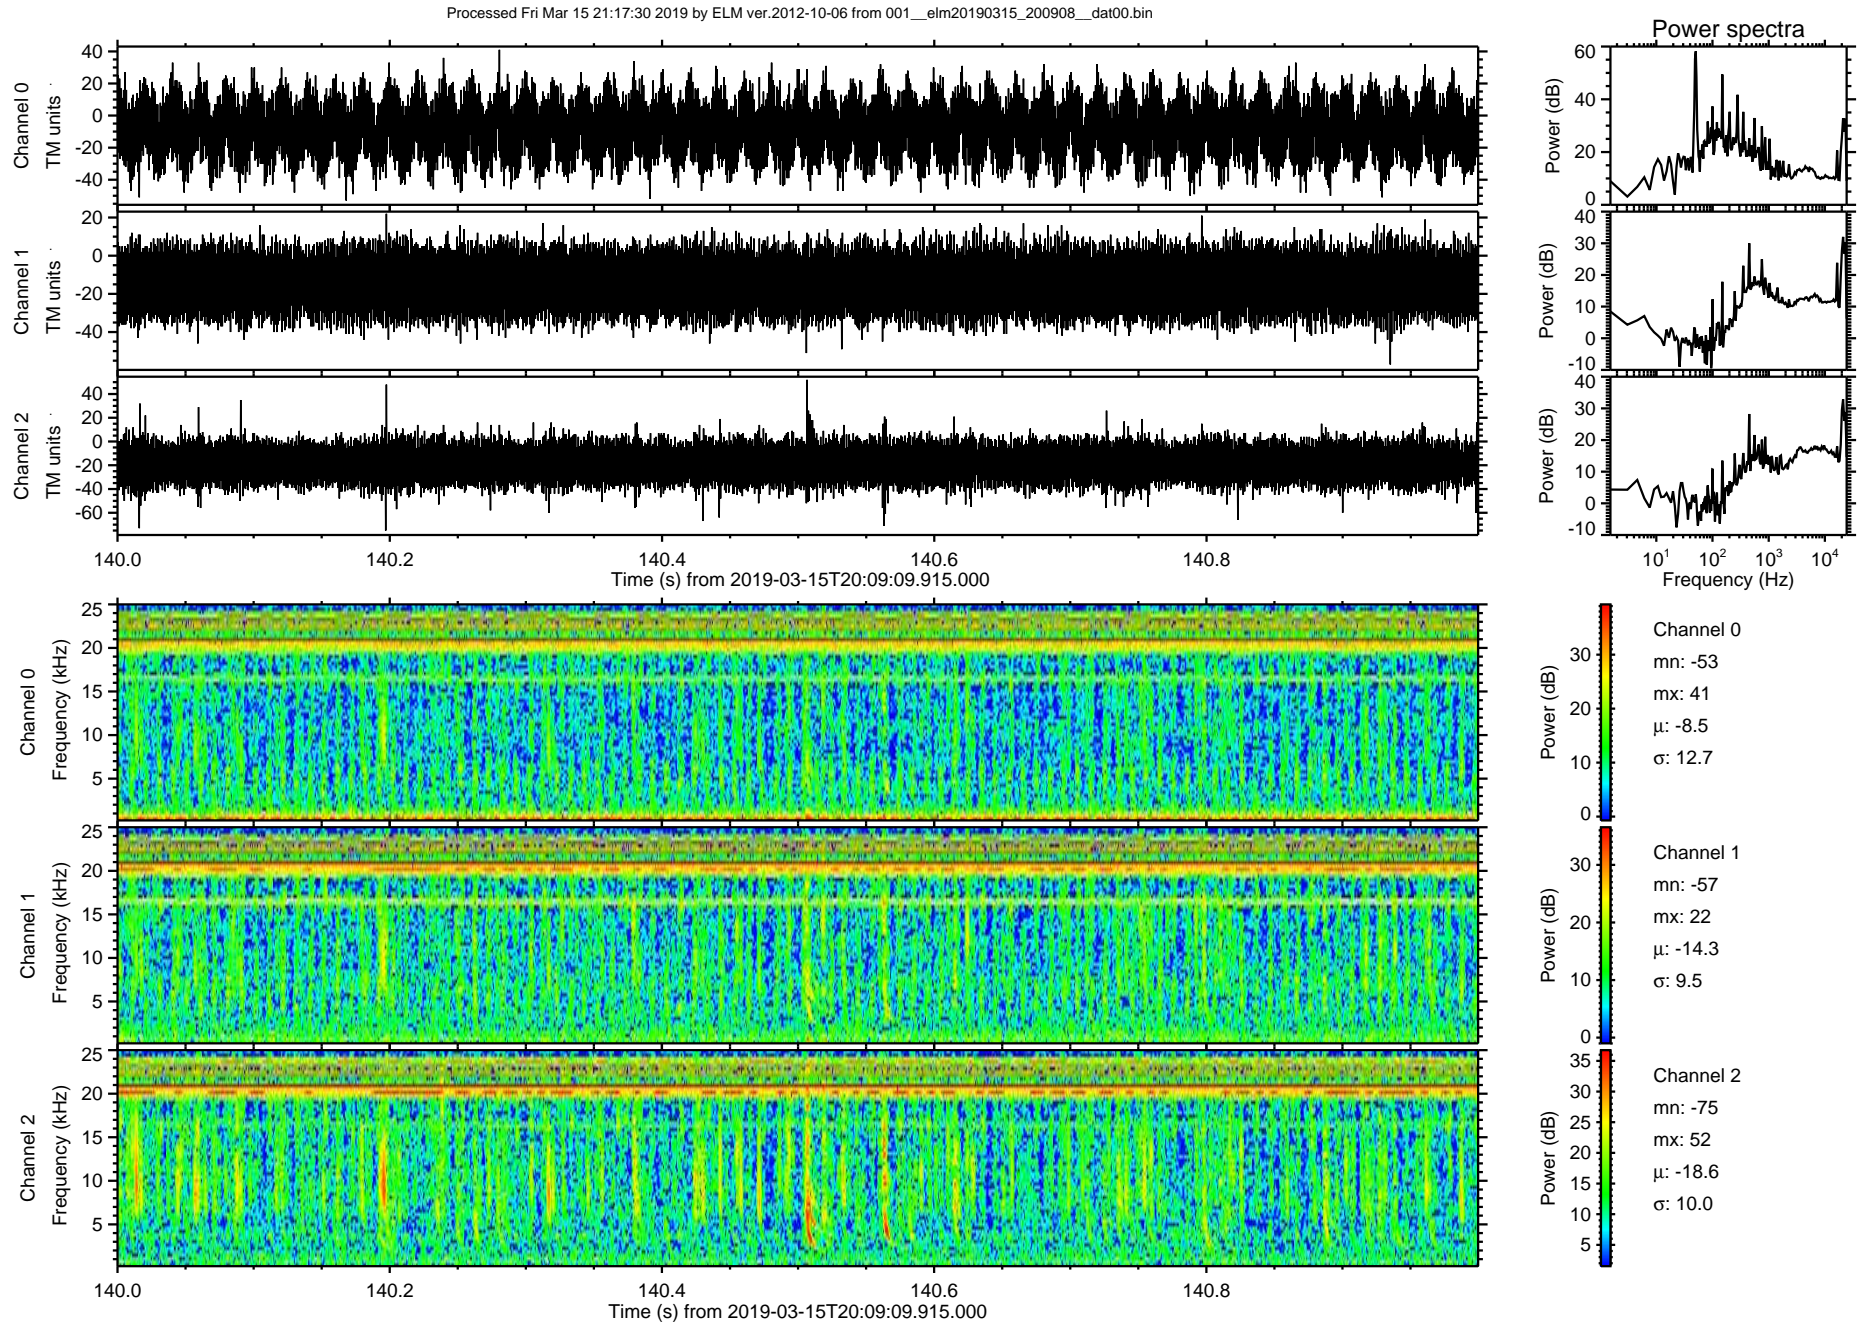 Processed Fri Mar 15 21:17:30 2019 by ELM ver.2012-10-06 from 001__elm20190315_200908__dat00.bin
Power spectra
Channel 0
TM units
40
20
0
-20
-40
Power (dB)
60
40
20
0
Channel 1
TM units
20
0
-20
-40
Power (dB)
40
30
20
10
0
-10
Channel 2
TM units
40
20
0
-20
-40
-60
Power (dB)
40
30
20
10
0
-10
140.0 140.2 140.4 140.6 140.8
Time (s) from 2019-03-15T20:09:09.915.000
10¹ 10² 10³ 10⁴
Frequency (Hz)
Channel 0
Frequency (kHz)
25
20
15
10
5
Power (dB)
30
20
10
0
Channel 0
mn: -53
mx: 41
μ: -8.5
σ: 12.7
Channel 1
Frequency (kHz)
25
20
15
10
5
Power (dB)
30
20
10
0
Channel 1
mn: -57
mx: 22
μ: -14.3
σ: 9.5
Channel 2
Frequency (kHz)
25
20
15
10
5
Power (dB)
35
30
25
20
15
10
5
Channel 2
mn: -75
mx: 52
μ: -18.6
σ: 10.0
140.0 140.2 140.4 140.6 140.8
Time (s) from 2019-03-15T20:09:09.915.000